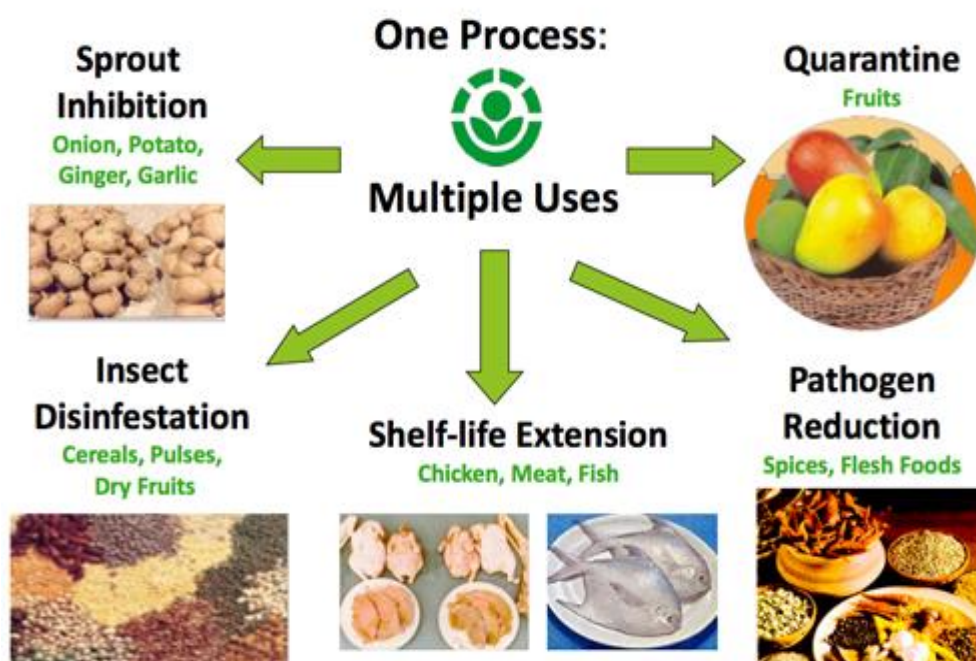 One Process:
Multiple Uses
Sprout
Inhibition
Onion, Potato,
Ginger, Garlic
Quarantine
Fruits
Insect
Disinfestation
Cereals, Pulses,
Dry Fruits
Shelf-life Extension
Chicken, Meat, Fish
Pathogen
Reduction
Spices, Flesh Foods